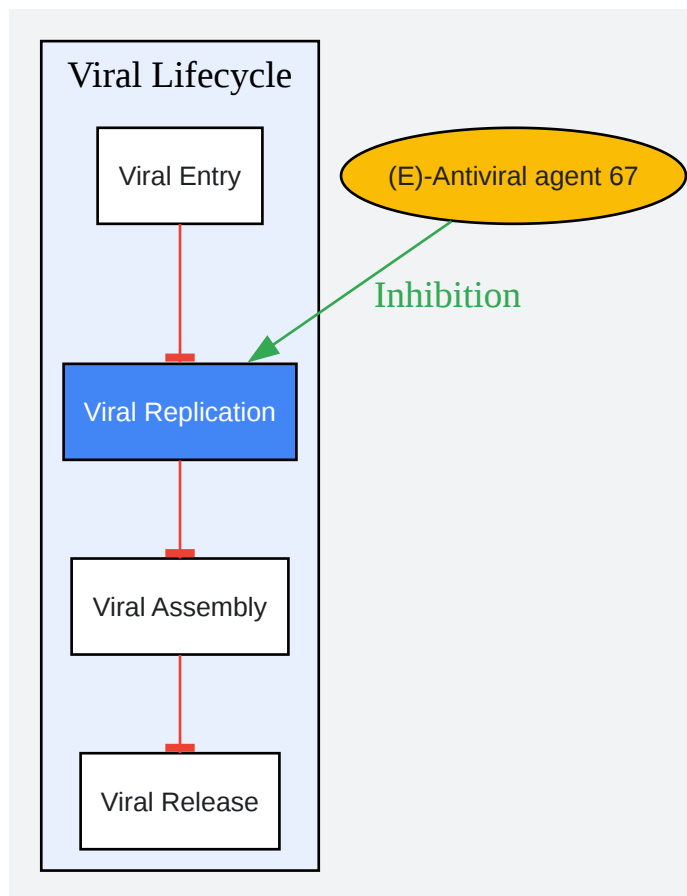 Viral Lifecycle
Viral Entry
(E)-Antiviral agent 67
Inhibition
Viral Replication
Viral Assembly
Viral Release